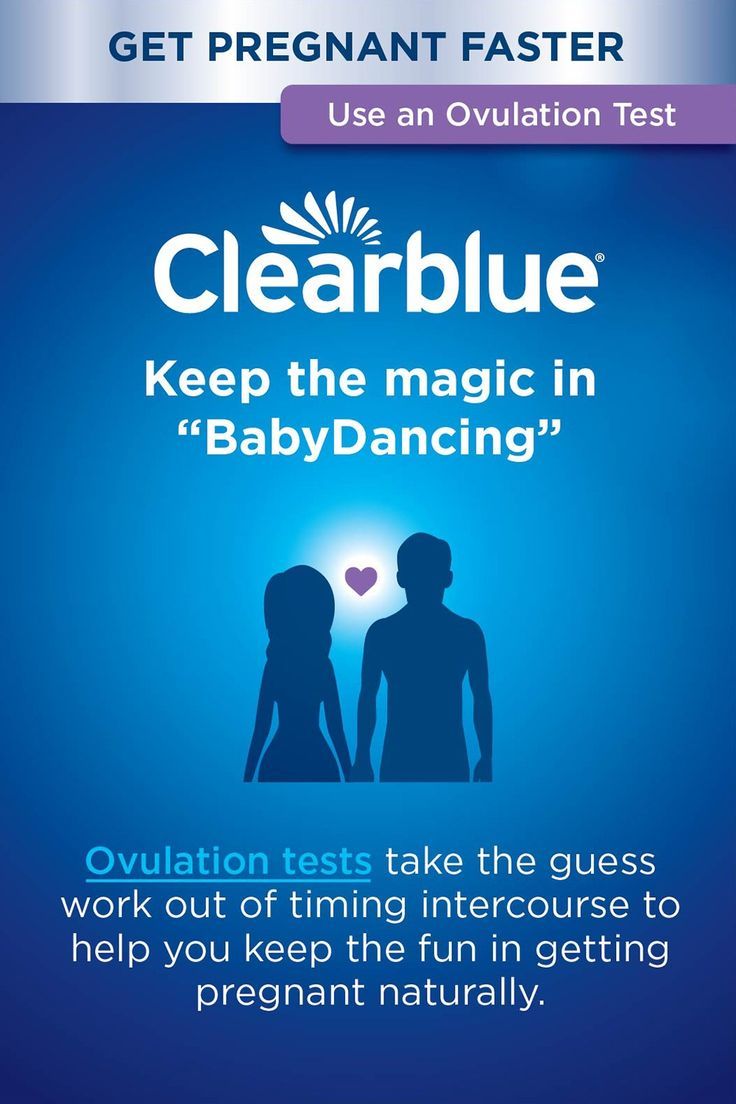 GET PREGNANT FASTER
Use an Ovulation Test
Clearblue®
Keep the magic in
“BabyDancing”
Ovulation tests take the guess
work out of timing intercourse to
help you keep the fun in getting
pregnant naturally.